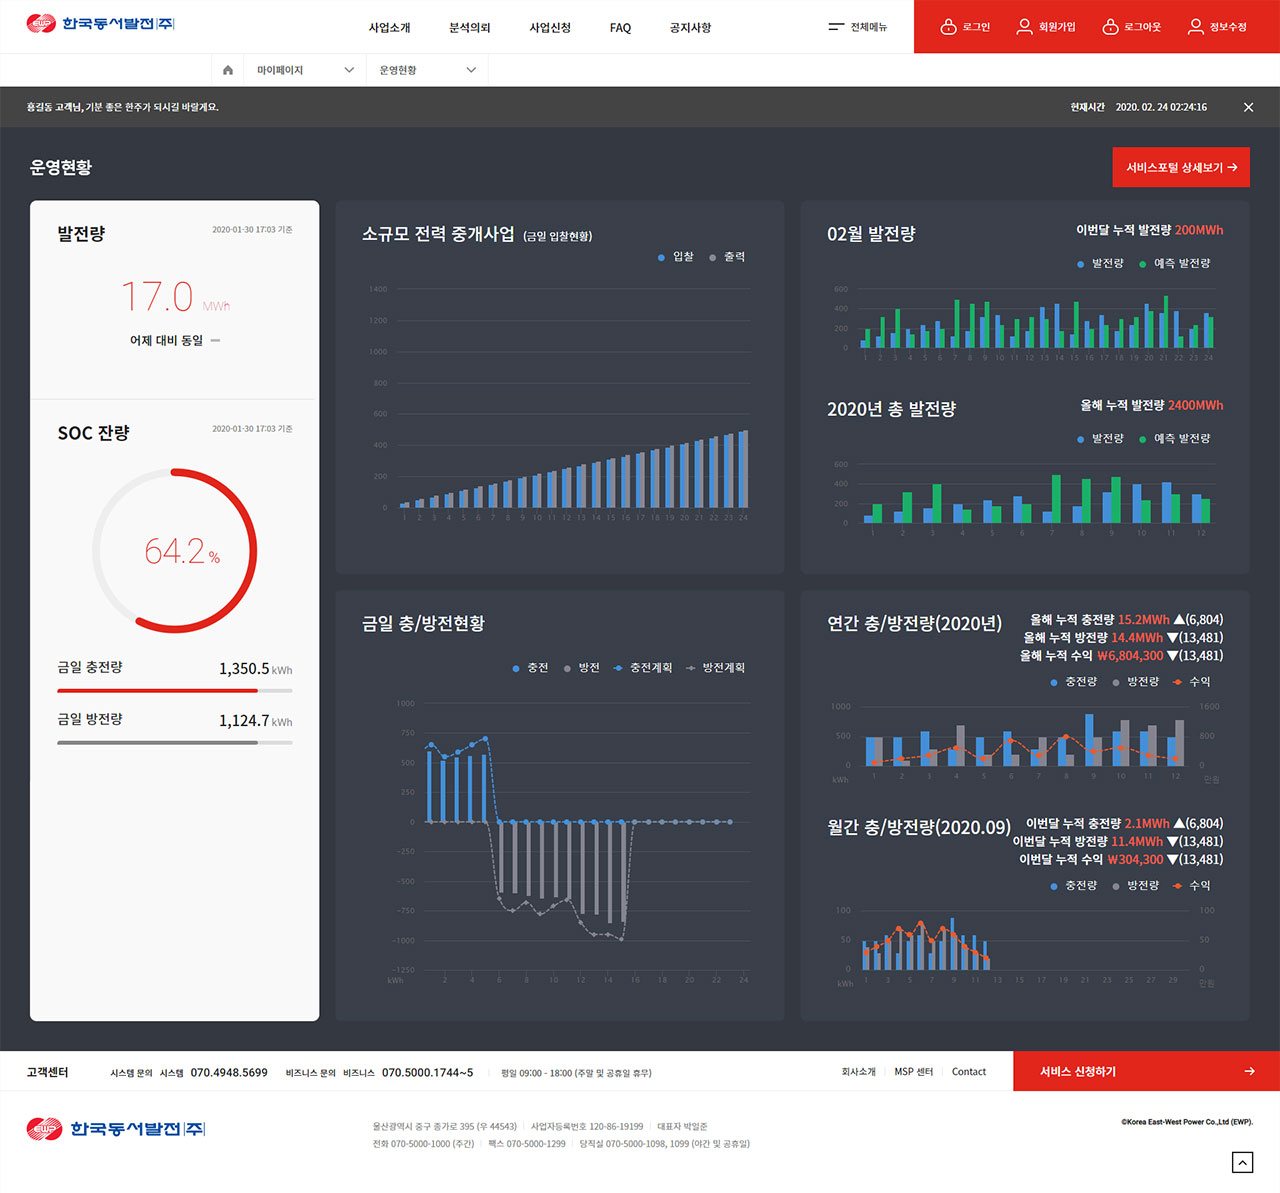 EWP 한국동서발전(주)
사업소개 분석의뢰 사업신청 FAQ 공지사항
전체메뉴
로그인 회원가입 로그아웃 정보수정
마이페이지 운영현황
홍길동 고객님, 기분 좋은 한주가 되시길 바랄게요.
현재시간 2020. 02. 24 02:24:16
운영현황
서비스포털 상세보기 →
발전량
2020-01-30 17:03 기준
17.0 MWh
어제 대비 동일 −
SOC 잔량
2020-01-30 17:03 기준
64.2 %
금일 충전량 1,350.5 kWh
금일 방전량 1,124.7 kWh
소규모 전력 중개사업 (금일 입찰현황)
입찰 출력
1400
1200
1000
800
600
400
200
0
1 2 3 4 5 6 7 8 9 10 11 12 13 14 15 16 17 18 19 20 21 22 23 24
02월 발전량
이번달 누적 발전량 200MWh
발전량 예측 발전량
600
400
200
0
1 2 3 4 5 6 7 8 9 10 11 12 13 14 15 16 17 18 19 20 21 22 23 24
2020년 총 발전량
올해 누적 발전량 2400MWh
발전량 예측 발전량
600
400
200
0
1 2 3 4 5 6 7 8 9 10 11 12
금일 충/방전현황
충전 방전 충전계획 방전계획
1000
750
500
250
0
-250
-500
-750
-1000
-1250
kWh
2 4 6 8 10 12 14 16 18 20 22 24
연간 충/방전량(2020년)
올해 누적 충전량 15.2MWh ▲(6,804)
올해 누적 방전량 14.4MWh ▼(13,481)
올해 누적 수익 ₩6,804,300 ▼(13,481)
충전량 방전량 수익
1000 1600
500 800
0 0
kWh 만원
1 2 3 4 5 6 7 8 9 10 11 12
월간 충/방전량(2020.09)
이번달 누적 충전량 2.1MWh ▲(6,804)
이번달 누적 방전량 11.4MWh ▼(13,481)
이번달 누적 수익 ₩304,300 ▼(13,481)
충전량 방전량 수익
100 100
50 50
0 0
kWh 만원
1 3 5 7 9 11 13 15 17 19 21 23 25 27 29
고객센터
시스템 문의 시스템 070.4948.5699 비즈니스 문의 비즈니스 070.5000.1744~5 평일 09:00 - 18:00 (주말 및 공휴일 휴무)
회사소개 MSP 센터 Contact
서비스 신청하기 →
EWP 한국동서발전(주)
울산광역시 중구 종가로 395 (우 44543) 사업자등록번호 120-86-19199 대표자 박일준
전화 070-5000-1000 (주간) 팩스 070-5000-1299 당직실 070-5000-1098, 1099 (야간 및 공휴일)
©Korea East-West Power Co.,Ltd (EWP).